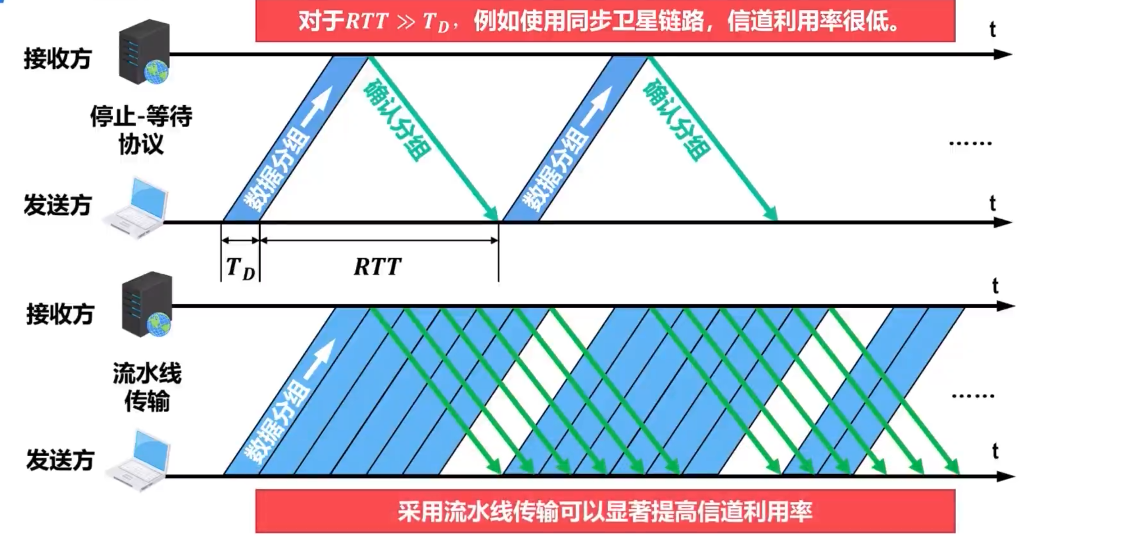 对于RTT ≫ T_D，例如使用同步卫星链路，信道利用率很低。
t
接收方
停止-等待
协议
数据分组
确认分组
数据分组
确认分组
……
发送方
t
T_D
RTT
t
接收方
流水线
传输
数据分组
……
发送方
t
采用流水线传输可以显著提高信道利用率